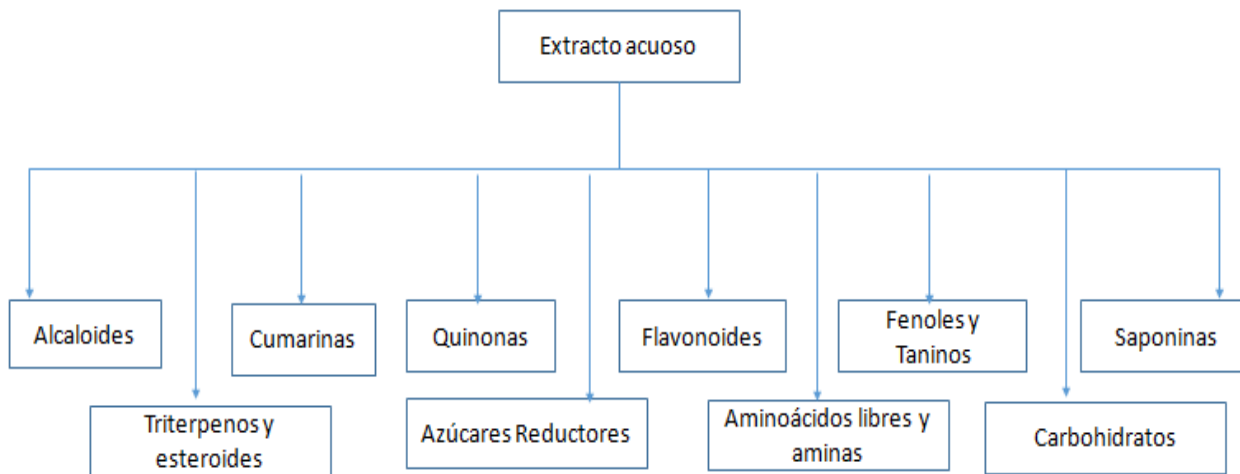 Extracto acuoso
Alcaloides
Cumarinas
Quinonas
Flavonoides
Fenoles y
Taninos
Saponinas
Triterpenos y
esteroides
Azúcares Reductores
Aminoácidos libres y
aminas
Carbohidratos